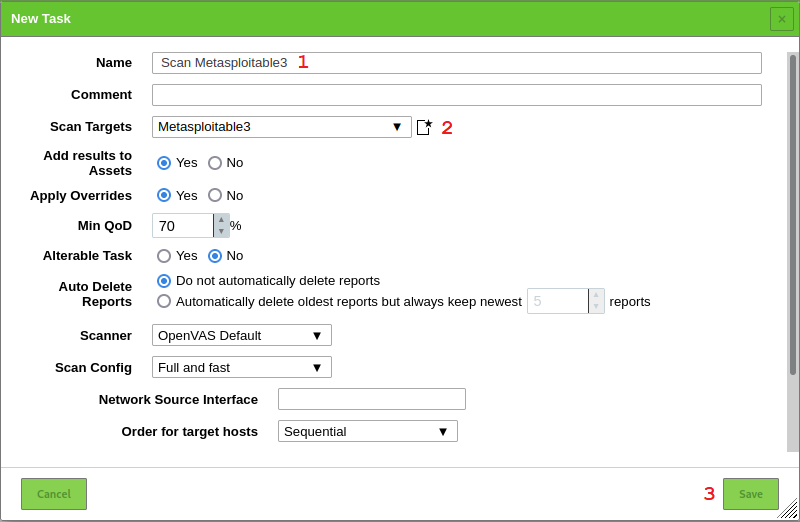 New Task ×
Name Scan Metasploitable3 1
Comment
Scan Targets Metasploitable3 ▼ 2
Add results to Assets Yes No
Apply Overrides Yes No
Min QoD 70 %
Alterable Task Yes No
Auto Delete Reports Do not automatically delete reports
Automatically delete oldest reports but always keep newest 5 reports
Scanner OpenVAS Default ▼
Scan Config Full and fast ▼
Network Source Interface
Order for target hosts Sequential ▼
Cancel 3 Save